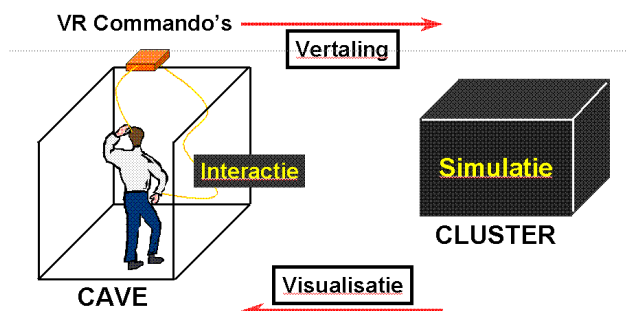 VR Commando’s
Vertaling
Interactie
Simulatie
CLUSTER
CAVE
Visualisatie